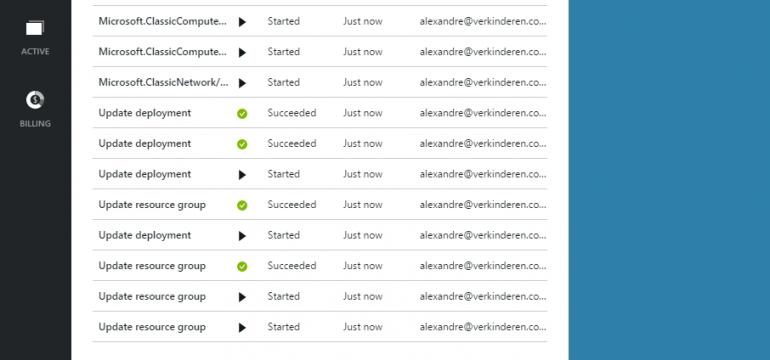 Microsoft.ClassicCompute... Started Just now alexandre@verkinderen.co...
Microsoft.ClassicCompute... Started Just now alexandre@verkinderen.co...
ACTIVE
Microsoft.ClassicNetwork/... Started Just now alexandre@verkinderen.co...
Update deployment Succeeded Just now alexandre@verkinderen.co...
BILLING
Update deployment Succeeded Just now alexandre@verkinderen.co...
Update deployment Started Just now alexandre@verkinderen.co...
Update resource group Succeeded Just now alexandre@verkinderen.co...
Update deployment Started Just now alexandre@verkinderen.co...
Update resource group Succeeded Just now alexandre@verkinderen.co...
Update resource group Started Just now alexandre@verkinderen.co...
Update resource group Started Just now alexandre@verkinderen.co...